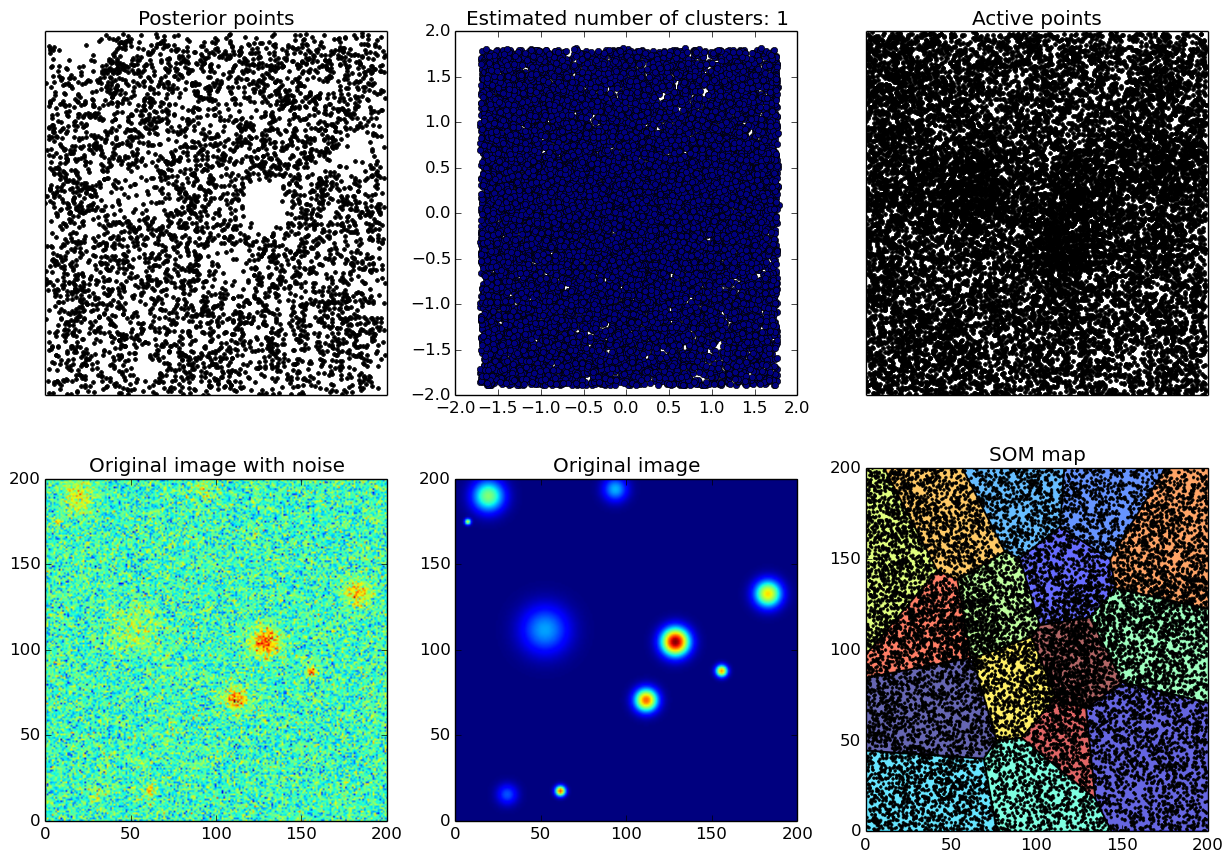 Posterior points
Estimated number of clusters: 1
Active points
2.0
1.5
1.0
0.5
0.0
−0.5
−1.0
−1.5
−2.0
−2.0 −1.5 −1.0 −0.5 0.0 0.5 1.0 1.5 2.0
Original image with noise
Original image
SOM map
200
150
100
50
0
0 50 100 150 200
200
150
100
50
0
0 50 100 150 200
200
150
100
50
0
0 50 100 150 200